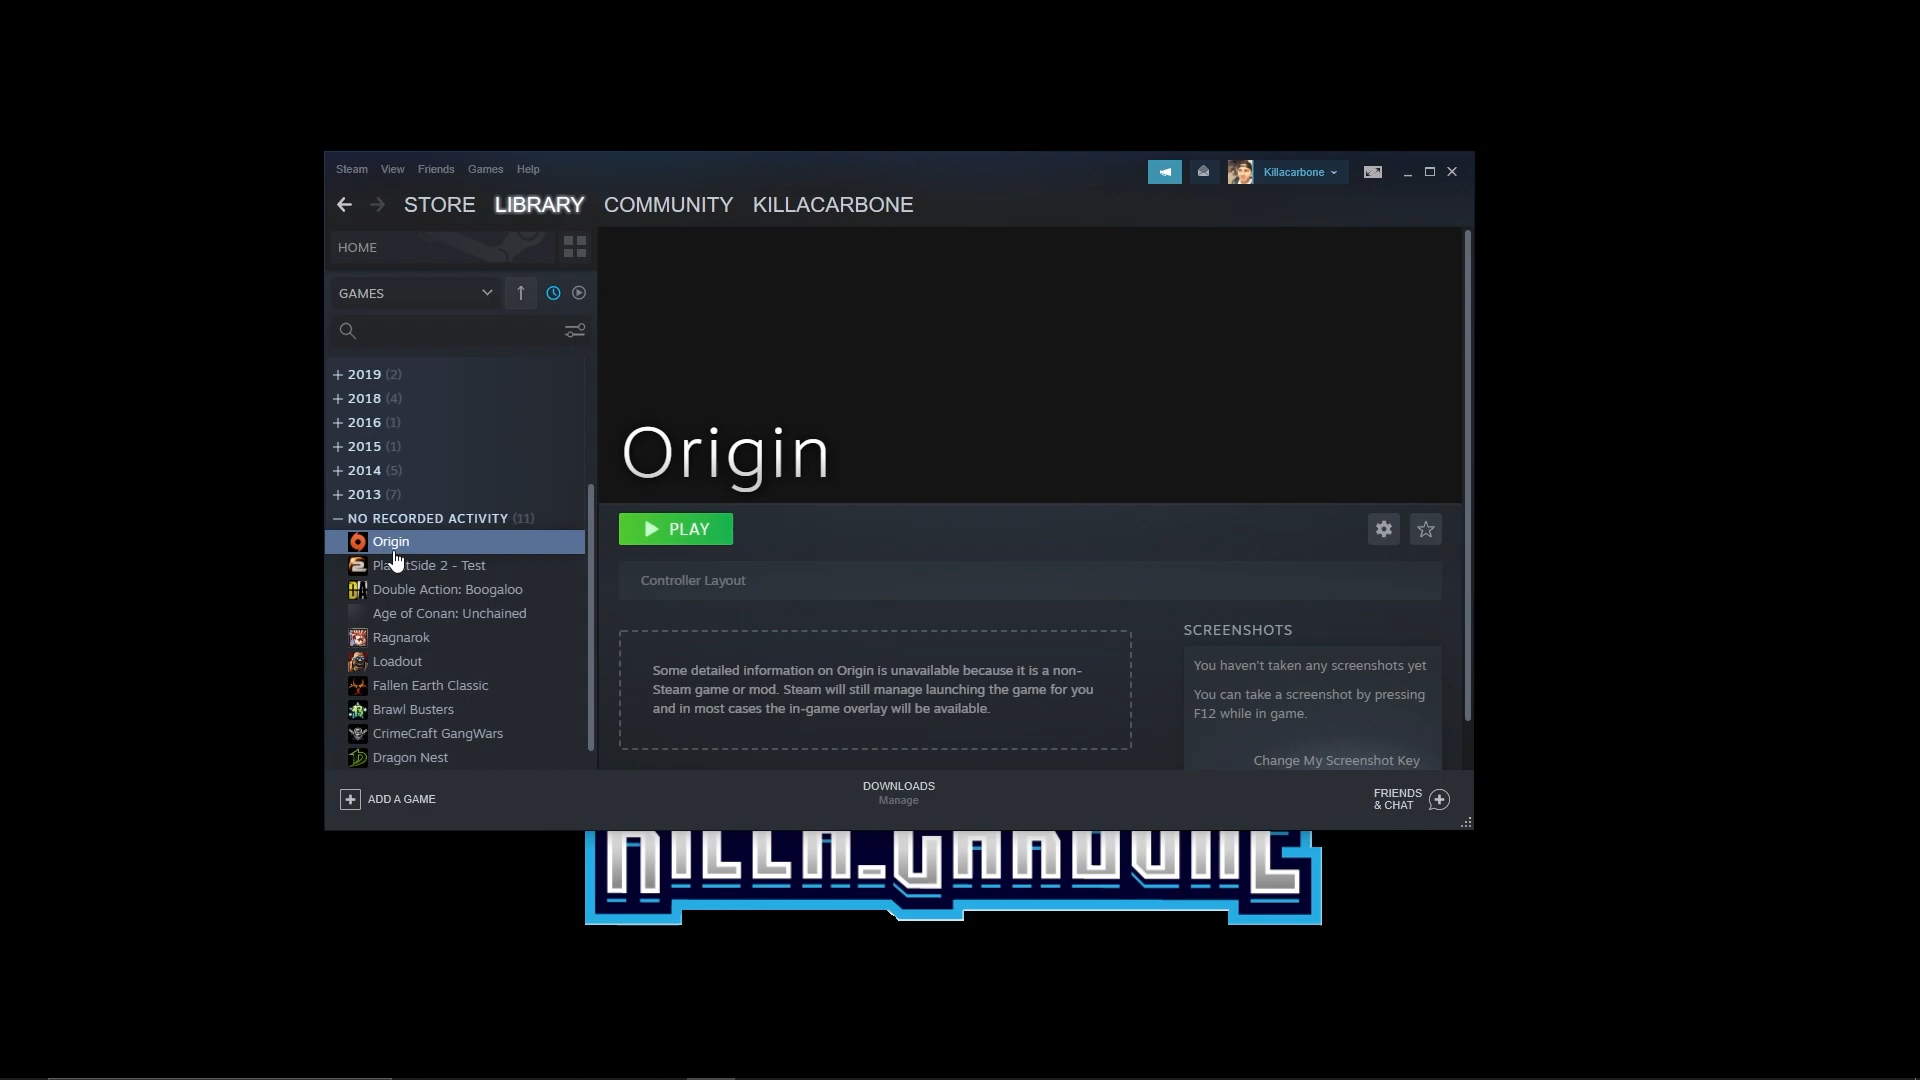 Steam View Friends Games Help
Killacarbone
STORE LIBRARY COMMUNITY KILLACARBONE
HOME
GAMES
2019 (2)
2018 (4)
2016 (1)
2015 (1)
2014 (5)
2013 (7)
NO RECORDED ACTIVITY (11)
Origin
PlanetSide 2 - Test
Double Action: Boogaloo
Age of Conan: Unchained
Ragnarok
Loadout
Fallen Earth Classic
Brawl Busters
CrimeCraft GangWars
Dragon Nest
Origin
PLAY
Controller Layout
Some detailed information on Origin is unavailable because it is a non-
Steam game or mod. Steam will still manage launching the game for you
and in most cases the in-game overlay will be available.
SCREENSHOTS
You haven't taken any screenshots yet
You can take a screenshot by pressing
F12 while in game.
Change My Screenshot Key
ADD A GAME
DOWNLOADS
Manage
FRIENDS
& CHAT
KILLA_CARBONE